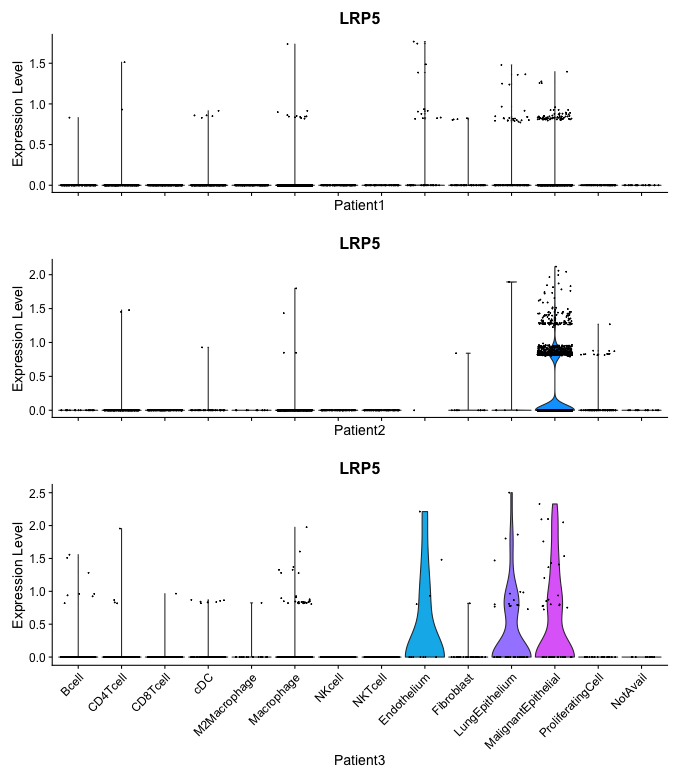 LRP5
Expression Level
1.5
1.0
0.5
0.0
Patient1
LRP5
Expression Level
2.0
1.5
1.0
0.5
0.0
Patient2
LRP5
Expression Level
2.5
2.0
1.5
1.0
0.5
0.0
Bcell
CD4Tcell
CD8Tcell
cDC
M2Macrophage
Macrophage
NKcell
NKTcell
Endothelium
Fibroblast
LungEpithelium
MalignantEpithelial
ProliferatingCell
NotAvail
Patient3